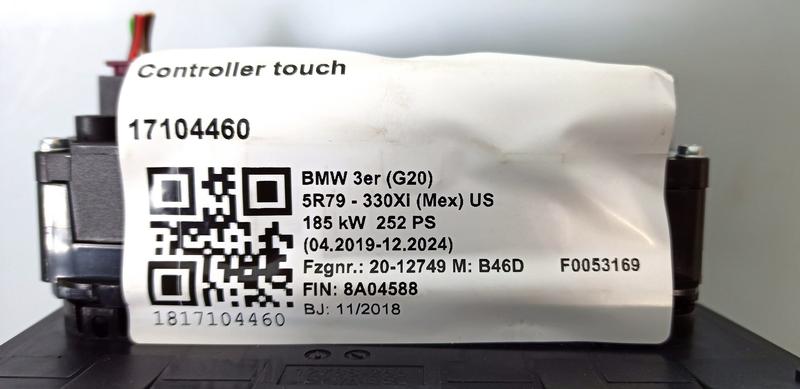 Controller touch
17104460
BMW 3er (G20)
5R79 - 330XI (Mex) US
185 kW 252 PS
(04.2019-12.2024)
Fzgnr.: 20-12749 M: B46D F0053169
FIN: 8A04588
BJ: 11/2018
1817104460